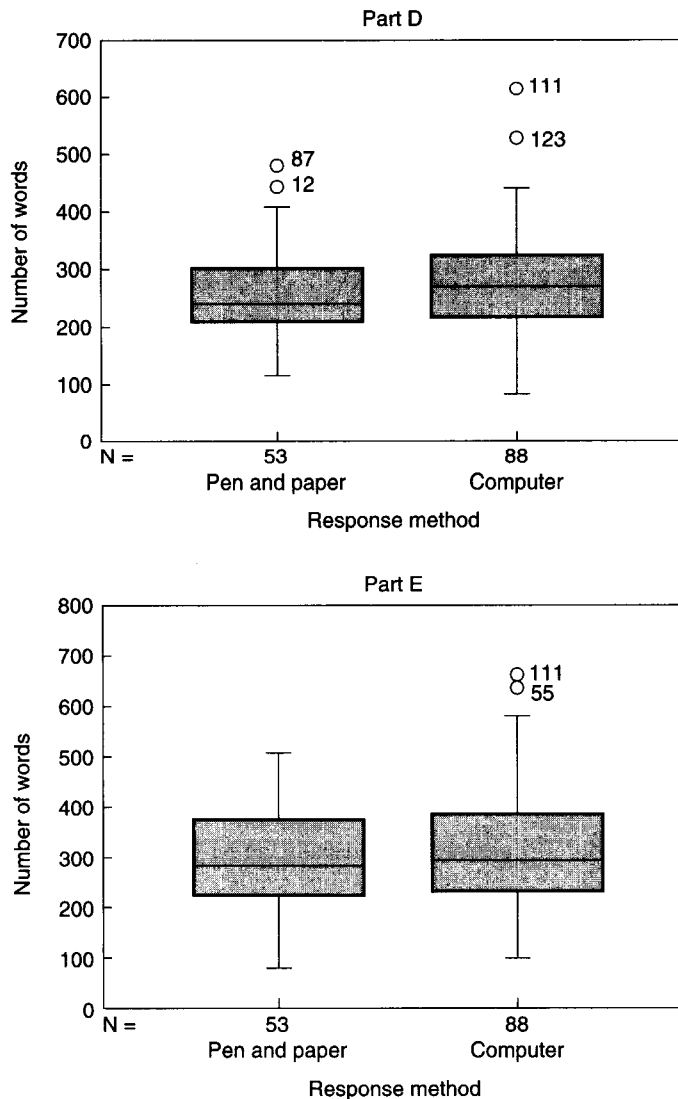 Part D
700
600
500
400
300
200
100
0
Number of words
87
12
111
123
N =
53
88
Pen and paper
Computer
Response method
Part E
800
700
600
500
400
300
200
100
0
Number of words
111
55
N =
53
88
Pen and paper
Computer
Response method